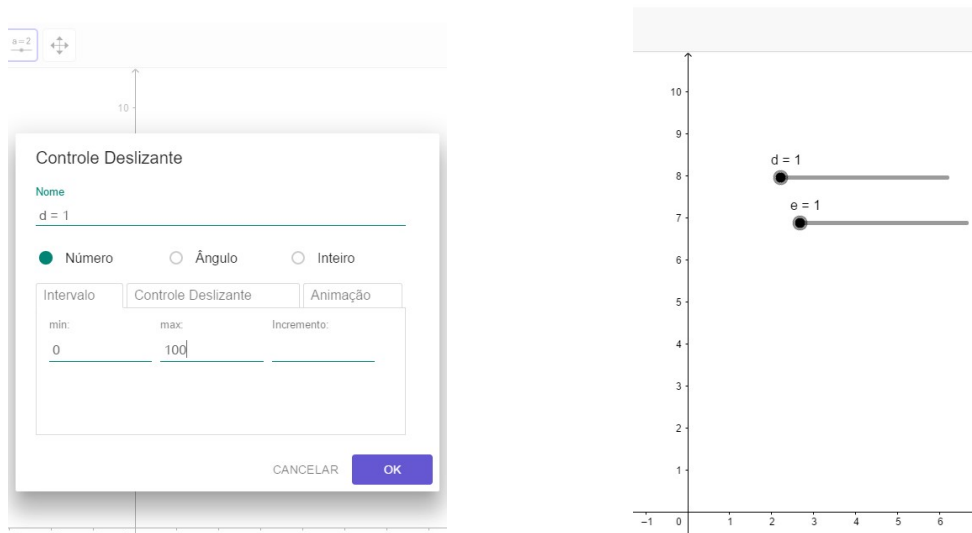 a=2
10
Controle Deslizante
Nome
d = 1
Número Ângulo Inteiro
Intervalo Controle Deslizante Animação
min: max: Incremento:
0 100
CANCELAR OK
10
9
d = 1
8
e = 1
7
6
5
4
3
2
1
−1 0 1 2 3 4 5 6